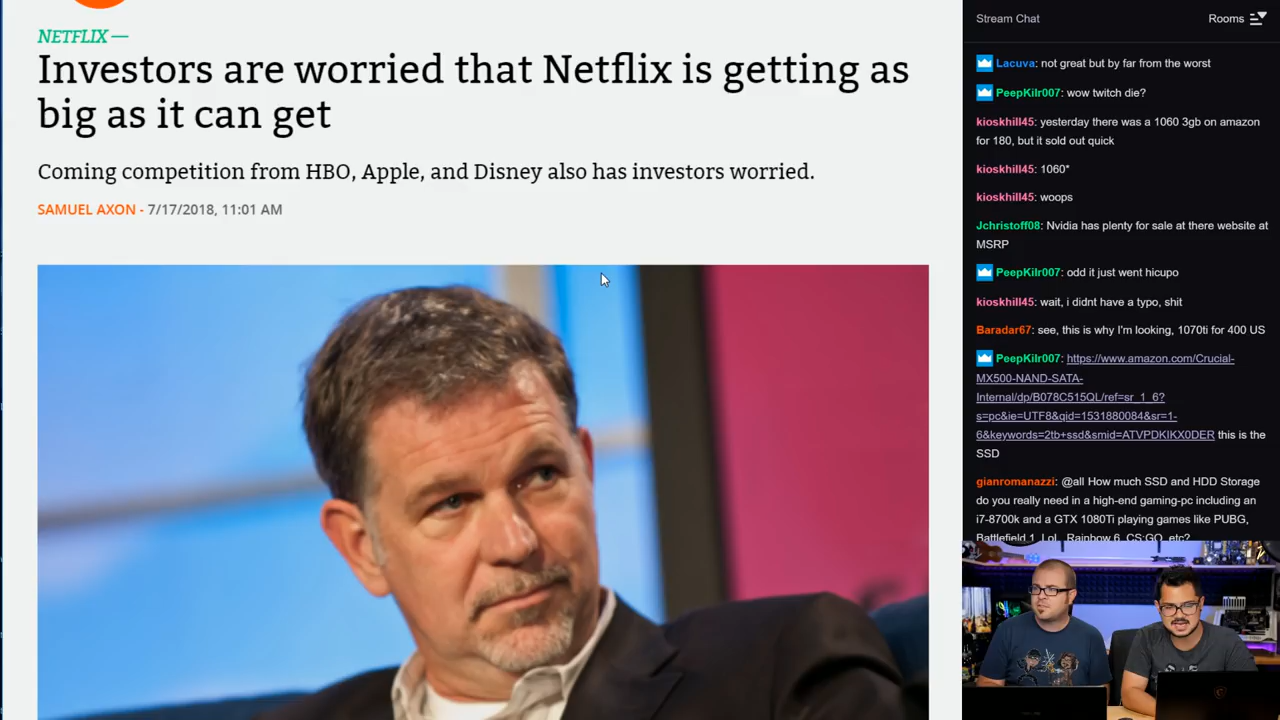 NETFLIX —
Investors are worried that Netflix is getting as
big as it can get
Coming competition from HBO, Apple, and Disney also has investors worried.
SAMUEL AXON - 7/17/2018, 11:01 AM
Stream Chat
Rooms
Lacuva: not great but by far from the worst
PeepKilr007: wow twitch die?
kioskhill45: yesterday there was a 1060 3gb on amazon
for 180, but it sold out quick
kioskhill45: 1060*
kioskhill45: woops
Jchristoff08: Nvidia has plenty for sale at there website at
MSRP
PeepKilr007: odd it just went hicupo
kioskhill45: wait, i didnt have a typo, shit
Baradar67: see, this is why I'm looking, 1070ti for 400 US
PeepKilr007: https://www.amazon.com/Crucial-
MX500-NAND-SATA-
Internal/dp/B078C515QL/ref=sr_1_6?
s=pc&ie=UTF8&qid=1531880084&sr=1-
6&keywords=2tb+ssd&smid=ATVPDKIKX0DER this is the
SSD
gianromanazzi: @all How much SSD and HDD Storage
do you really need in a high-end gaming-pc including an
i7-8700k and a GTX 1080Ti playing games like PUBG,
Battlefield 1, LoL, Rainbow 6, CS:GO, etc?